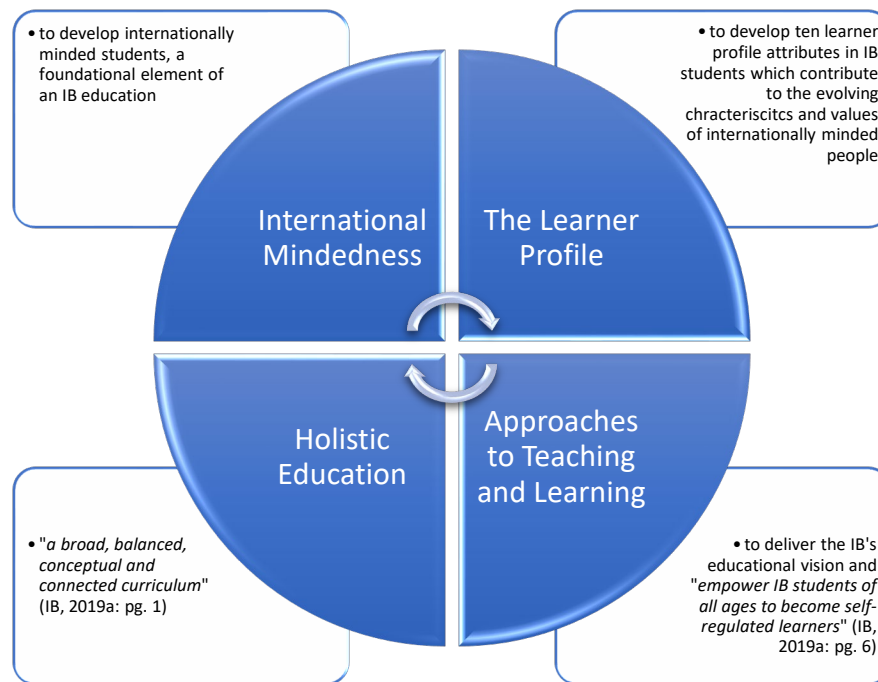 • to develop internationally
minded students, a
foundational element of
an IB education
• to develop ten learner
profile attributes in IB
students which contribute
to the evolving
chracteriscitcs and values
of internationally minded
people
International
Mindedness
The Learner
Profile
Holistic
Education
Approaches
to Teaching
and Learning
• "a broad, balanced,
conceptual and
connected curriculum"
(IB, 2019a: pg. 1)
• to deliver the IB's
educational vision and
"empower IB students of
all ages to become self-
regulated learners" (IB,
2019a: pg. 6)